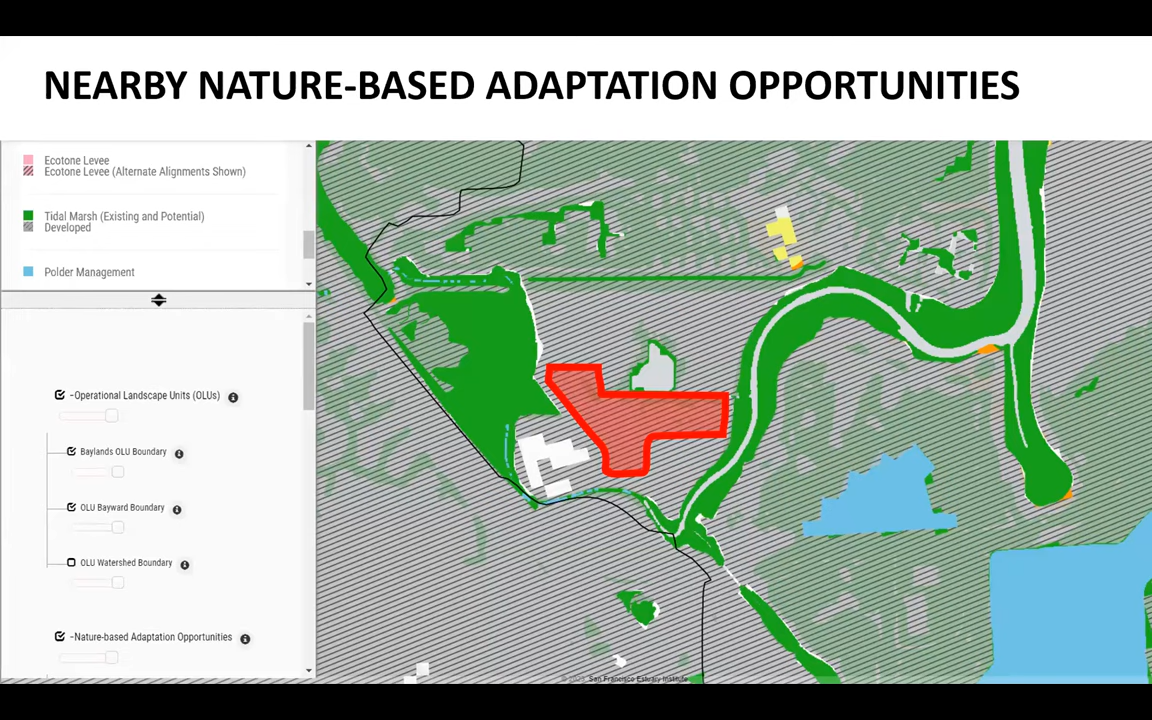 NEARBY NATURE-BASED ADAPTATION OPPORTUNITIES
Ecotone Levee
Ecotone Levee (Alternate Alignments Shown)
Tidal Marsh (Existing and Potential)
Developed
Polder Management
-Operational Landscape Units (OLUs)
Baylands OLU Boundary
OLU Bayward Boundary
OLU Watershed Boundary
-Nature-based Adaptation Opportunities
© 2023, San Francisco Estuary Institute